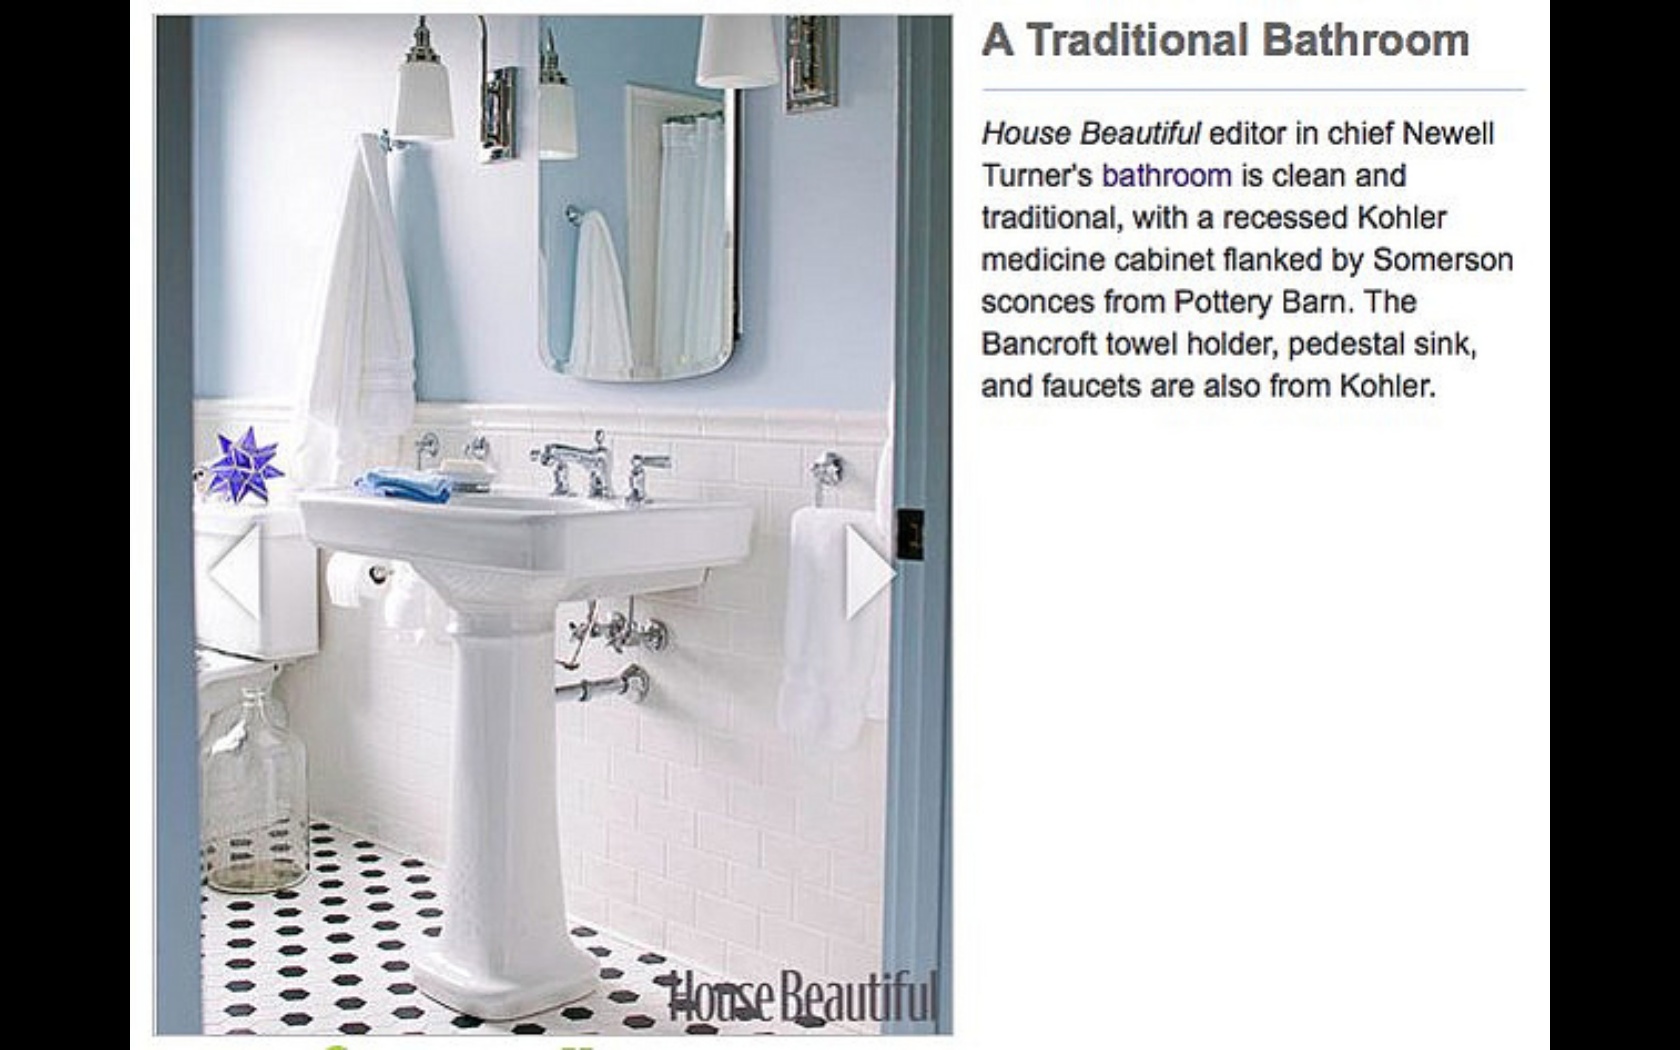 A Traditional Bathroom
House Beautiful editor in chief Newell
Turner's bathroom is clean and
traditional, with a recessed Kohler
medicine cabinet flanked by Somerson
sconces from Pottery Barn. The
Bancroft towel holder, pedestal sink,
and faucets are also from Kohler.
House Beautiful